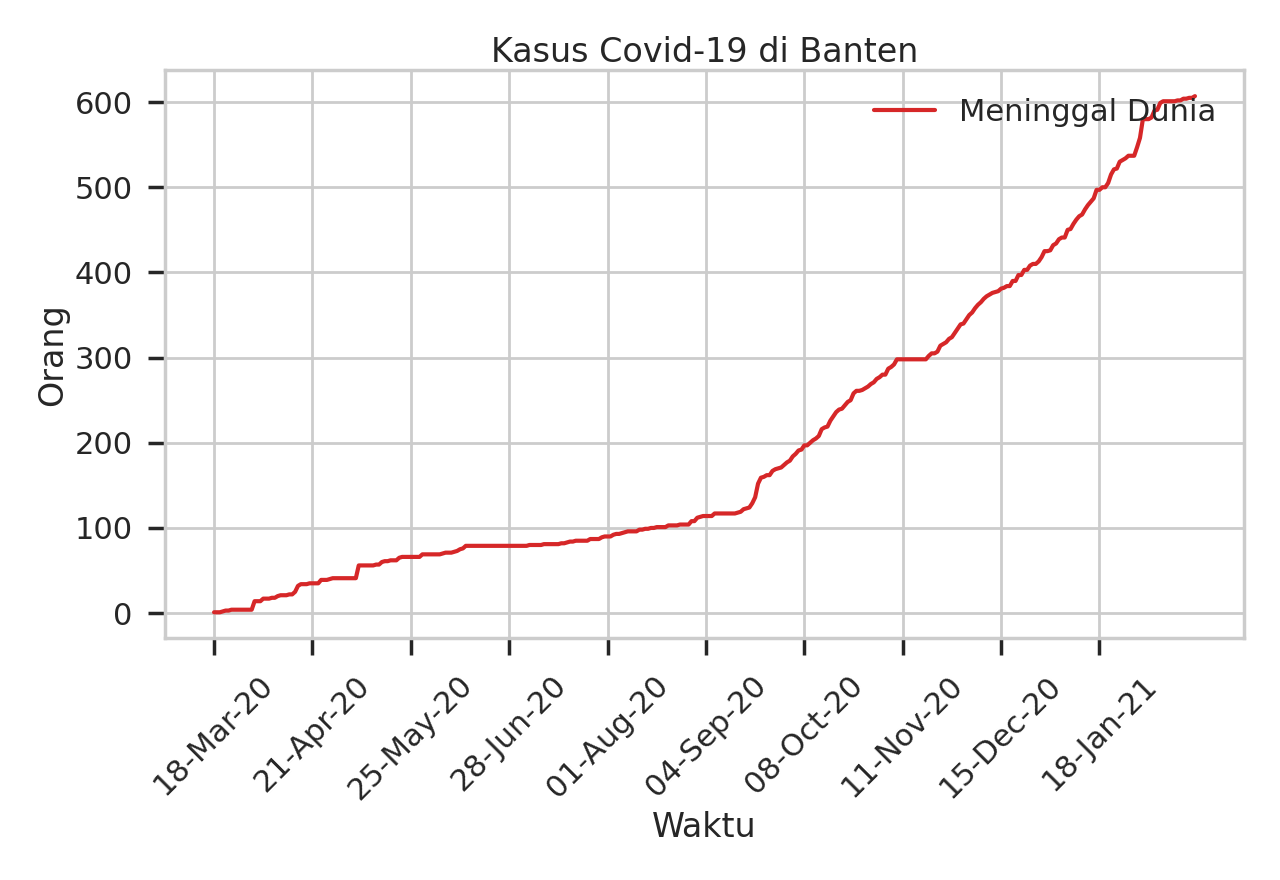 Kasus Covid-19 di Banten
Meninggal Dunia
600
500
400
300
200
100
0
Orang
18-Mar-20
21-Apr-20
25-May-20
28-Jun-20
01-Aug-20
04-Sep-20
08-Oct-20
11-Nov-20
15-Dec-20
18-Jan-21
Waktu